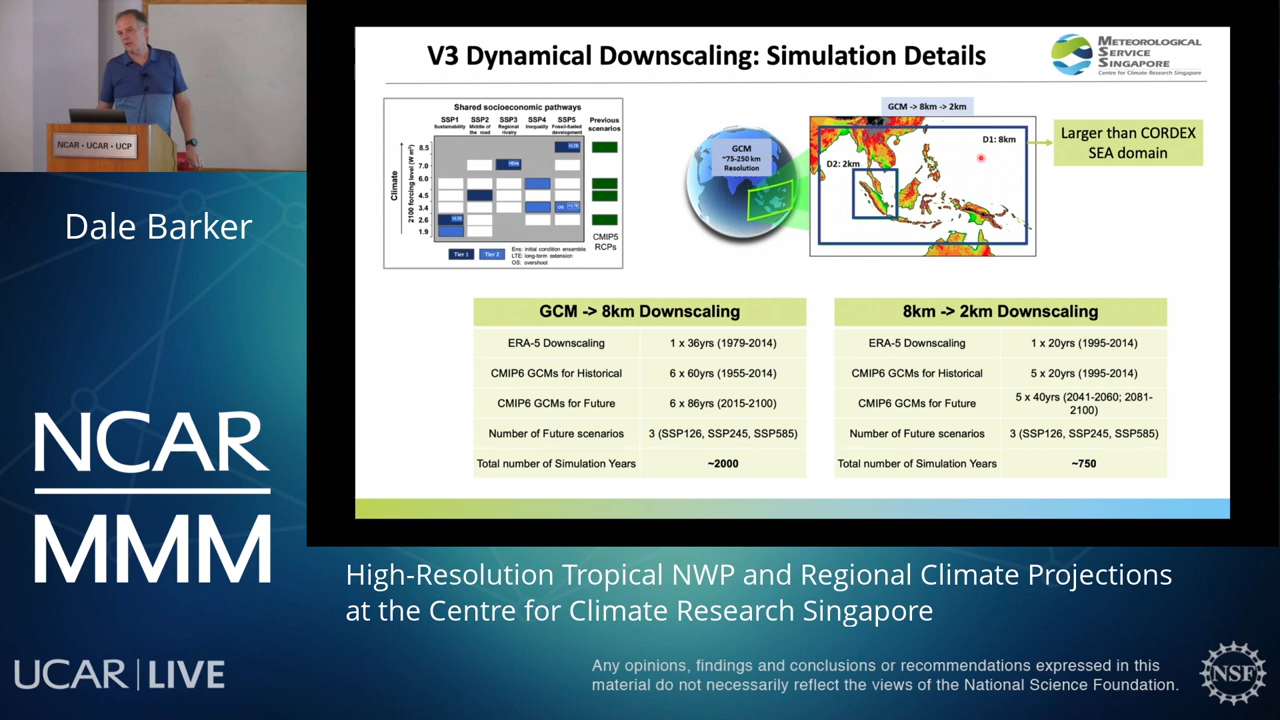 V3 Dynamical Downscaling: Simulation Details
METEOROLOGICAL
SERVICE
SINGAPORE
Centre for Climate Research Singapore
NCAR • UCAR • UCP
Dale Barker
NCAR
MMM
UCAR | LIVE
Shared socioeconomic pathways
SSP1 SSP2 SSP3 SSP4 SSP5 Previous
Sustainability Middle of Regional Inequality Fossil-fueled scenarios
the road rivalry development
Climate
2100 forcing level (W m²)
8.5
7.0
6.0
4.5
3.4
2.6
1.9
CMIP5
RCPs
Tier 1 Tier 2
Ens: initial condition ensemble
LTE: long-term extension
OS: overshoot
GCM -> 8km -> 2km
GCM
~75-250 km
Resolution
D1: 8km
D2: 2km
Larger than CORDEX
SEA domain
GCM -> 8km Downscaling
ERA-5 Downscaling 1 x 36yrs (1979-2014)
CMIP6 GCMs for Historical 6 x 60yrs (1955-2014)
CMIP6 GCMs for Future 6 x 86yrs (2015-2100)
Number of Future scenarios 3 (SSP126, SSP245, SSP585)
Total number of Simulation Years ~2000
8km -> 2km Downscaling
ERA-5 Downscaling 1 x 20yrs (1995-2014)
CMIP6 GCMs for Historical 5 x 20yrs (1995-2014)
CMIP6 GCMs for Future 5 x 40yrs (2041-2060; 2081-
2100)
Number of Future scenarios 3 (SSP126, SSP245, SSP585)
Total number of Simulation Years ~750
High-Resolution Tropical NWP and Regional Climate Projections
at the Centre for Climate Research Singapore
Any opinions, findings and conclusions or recommendations expressed in this
material do not necessarily reflect the views of the National Science Foundation.
NSF